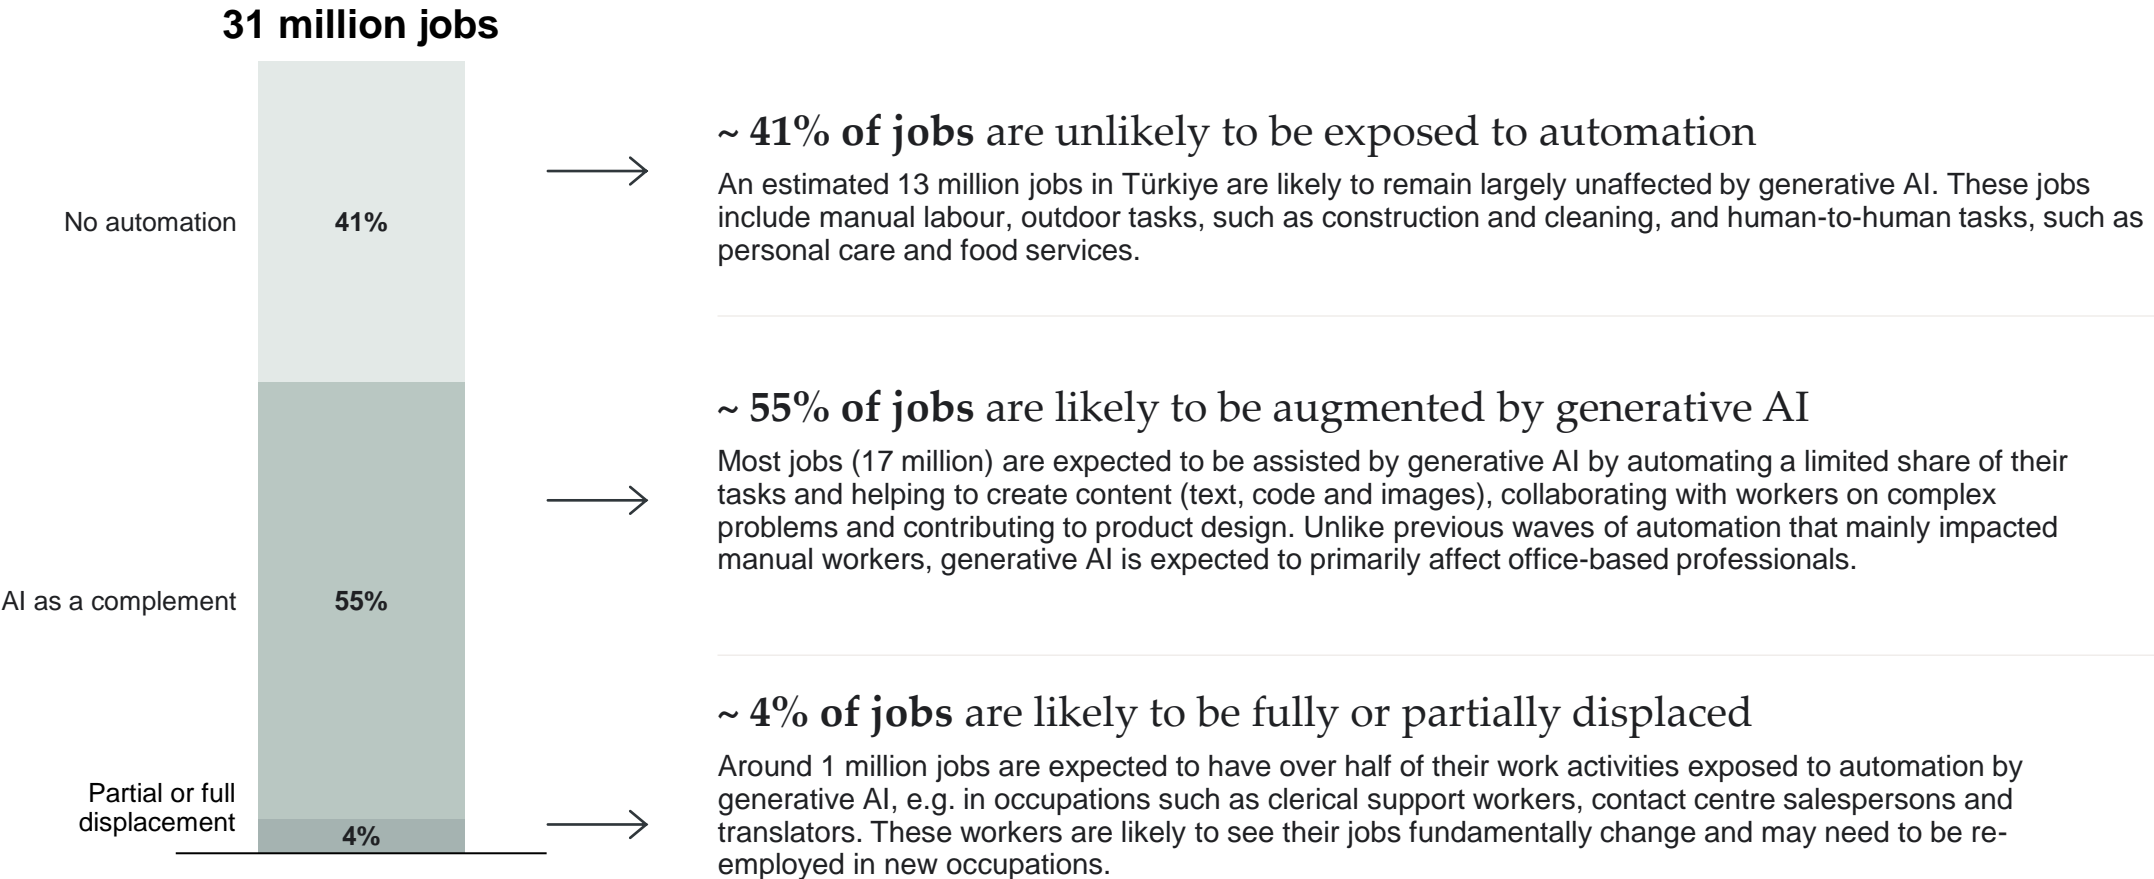 31 million jobs
No automation
41%
AI as a complement
55%
Partial or full
displacement
4%
~ 41% of jobs are unlikely to be exposed to automation
An estimated 13 million jobs in Türkiye are likely to remain largely unaffected by generative AI. These jobs
include manual labour, outdoor tasks, such as construction and cleaning, and human-to-human tasks, such as
personal care and food services.
~ 55% of jobs are likely to be augmented by generative AI
Most jobs (17 million) are expected to be assisted by generative AI by automating a limited share of their
tasks and helping to create content (text, code and images), collaborating with workers on complex
problems and contributing to product design. Unlike previous waves of automation that mainly impacted
manual workers, generative AI is expected to primarily affect office-based professionals.
~ 4% of jobs are likely to be fully or partially displaced
Around 1 million jobs are expected to have over half of their work activities exposed to automation by
generative AI, e.g. in occupations such as clerical support workers, contact centre salespersons and
translators. These workers are likely to see their jobs fundamentally change and may need to be re-
employed in new occupations.